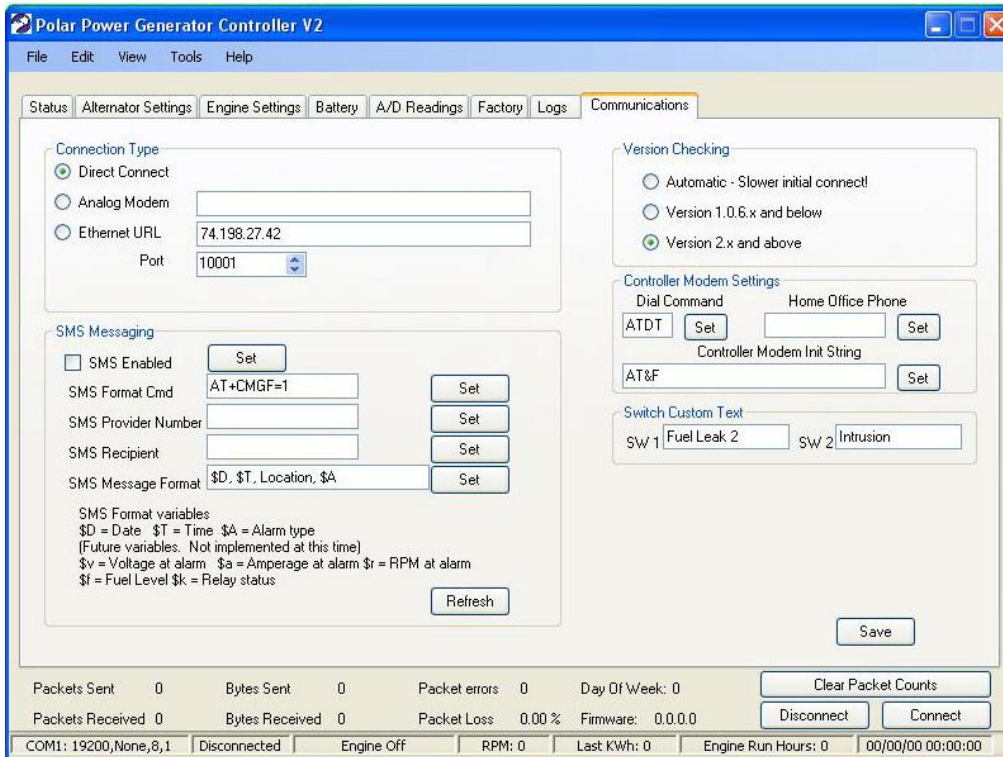 Polar Power Generator Controller V2
File Edit View Tools Help
Status Alternator Settings Engine Settings Battery A/D Readings Factory Logs Communications
Connection Type
Direct Connect
Analog Modem
Ethernet URL 74.198.27.42
Port 10001
SMS Messaging
SMS Enabled Set
SMS Format Cmd AT+CMGF=1 Set
SMS Provider Number Set
SMS Recipient Set
SMS Message Format $D, $T, Location, $A Set
SMS Format variables
$D = Date $T = Time $A = Alarm type
(Future variables. Not implemented at this time)
$v = Voltage at alarm $a = Amperage at alarm $r = RPM at alarm
$f = Fuel Level $k = Relay status
Refresh
Version Checking
Automatic - Slower initial connect!
Version 1.0.6.x and below
Version 2.x and above
Controller Modem Settings
Dial Command Home Office Phone
ATDT Set Set
Controller Modem Init String
AT&F Set
Switch Custom Text
SW 1 Fuel Leak 2 SW 2 Intrusion
Save
Packets Sent 0 Bytes Sent 0 Packet errors 0 Day Of Week: 0 Clear Packet Counts
Packets Received 0 Bytes Received 0 Packet Loss 0.00 % Firmware: 0.0.0.0 Disconnect Connect
COM1: 19200,None,8,1 Disconnected Engine Off RPM: 0 Last KWh: 0 Engine Run Hours: 0 00/00/00 00:00:00